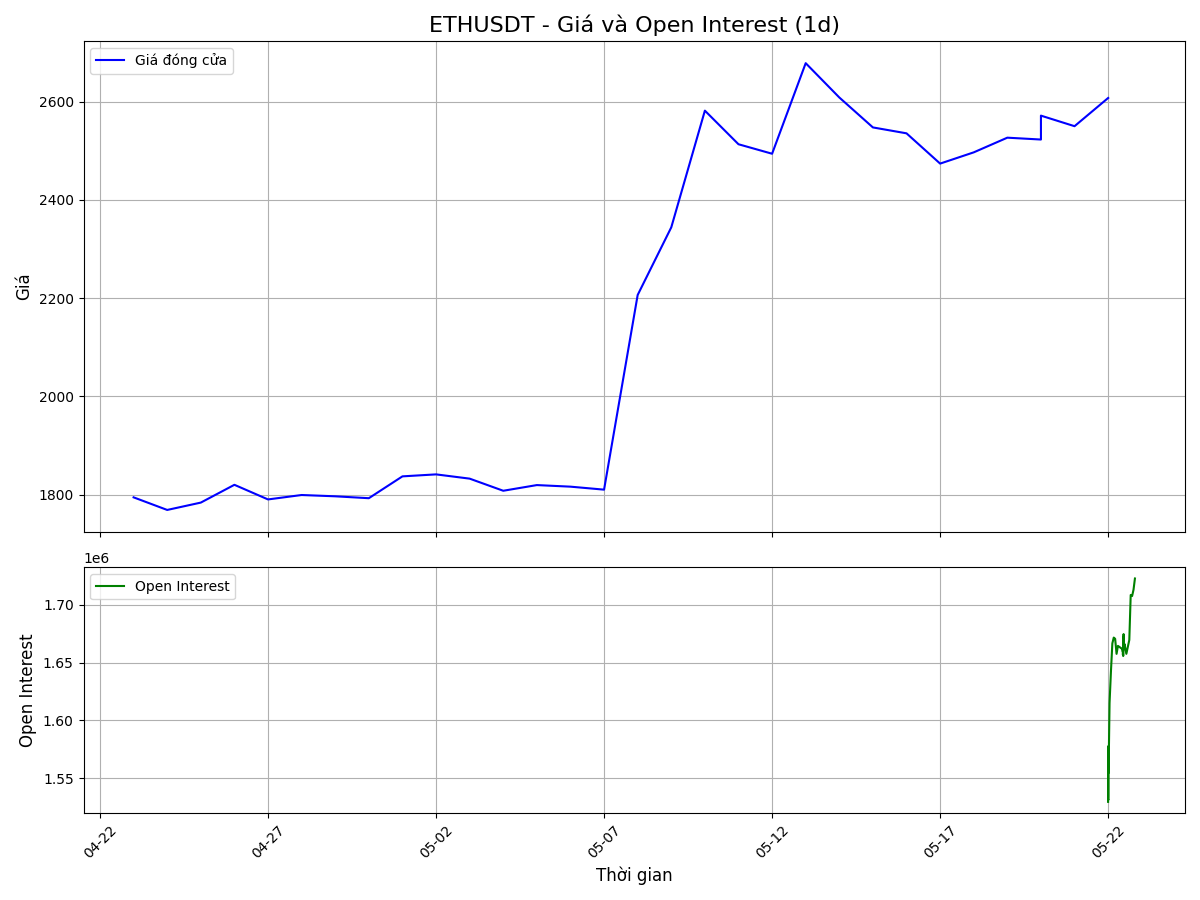 ETHUSDT - Giá và Open Interest (1d)
Giá đóng cửa
2600
2400
2200
2000
1800
Giá
1e6
Open Interest
1.70
1.65
1.60
1.55
Open Interest
04-22
04-27
05-02
05-07
05-12
05-17
05-22
Thời gian